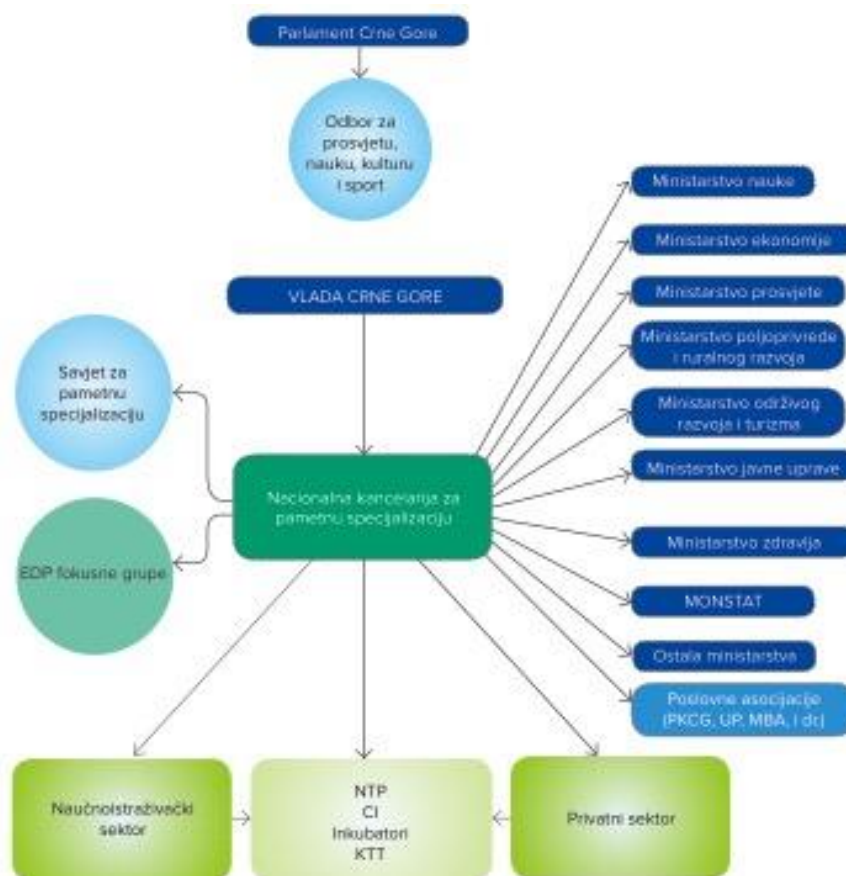 Parlament Crne Gore
Odbor za
prosvjetu,
nauku, kulturu
i sport
VLADA CRNE GORE
Savjet za
pametnu
specijalizaciju
Nacionalna kancelarija za
pametnu specijalizaciju
EDP fokusne grupe
Ministarstvo nauke
Ministarstvo ekonomije
Ministarstvo prosvjete
Ministarstvo poljoprivrede
i ruralnog razvoja
Ministarstvo održivog
razvoja i turizma
Ministarstvo javne uprave
Ministarstvo zdravlja
MONSTAT
Ostala ministarstva
Poslovne asocijacije
(PKCG, UP, MBA, i dr.)
Naučnoistraživački
sektor
NTP
CI
Inkubatori
KTT
Privatni sektor